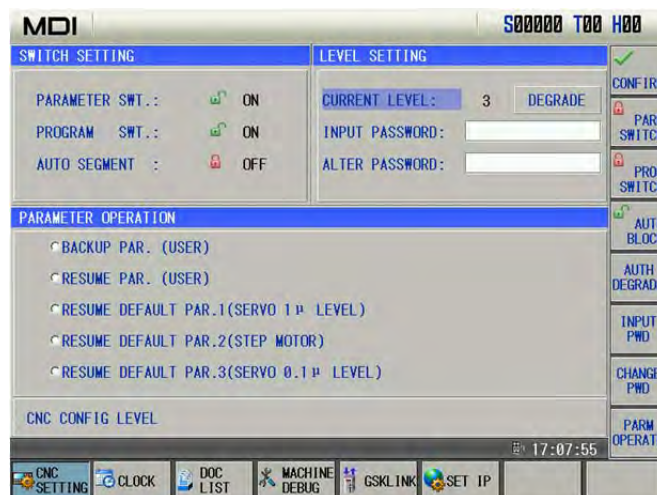 MDI S00000 T00 H00
SWITCH SETTING
PARAMETER SWT.: ON
PROGRAM SWT.: ON
AUTO SEGMENT : OFF
LEVEL SETTING
CURRENT LEVEL: 3 DEGRADE
INPUT PASSWORD:
ALTER PASSWORD:
PARAMETER OPERATION
BACKUP PAR. (USER)
RESUME PAR. (USER)
RESUME DEFAULT PAR.1(SERVO 1μ LEVEL)
RESUME DEFAULT PAR.2(STEP MOTOR)
RESUME DEFAULT PAR.3(SERVO 0.1μ LEVEL)
CNC CONFIG LEVEL
17:07:55
CONFIR
PAR
SWITC
PRO
SWITC
AUT
BLOC
AUTH
DEGRAD
INPUT
PWD
CHANGE
PWD
PARM
OPERAT
CNC
SETTING
CLOCK
DOC
LIST
MACHINE
DEBUG
GSKLINK
SET IP